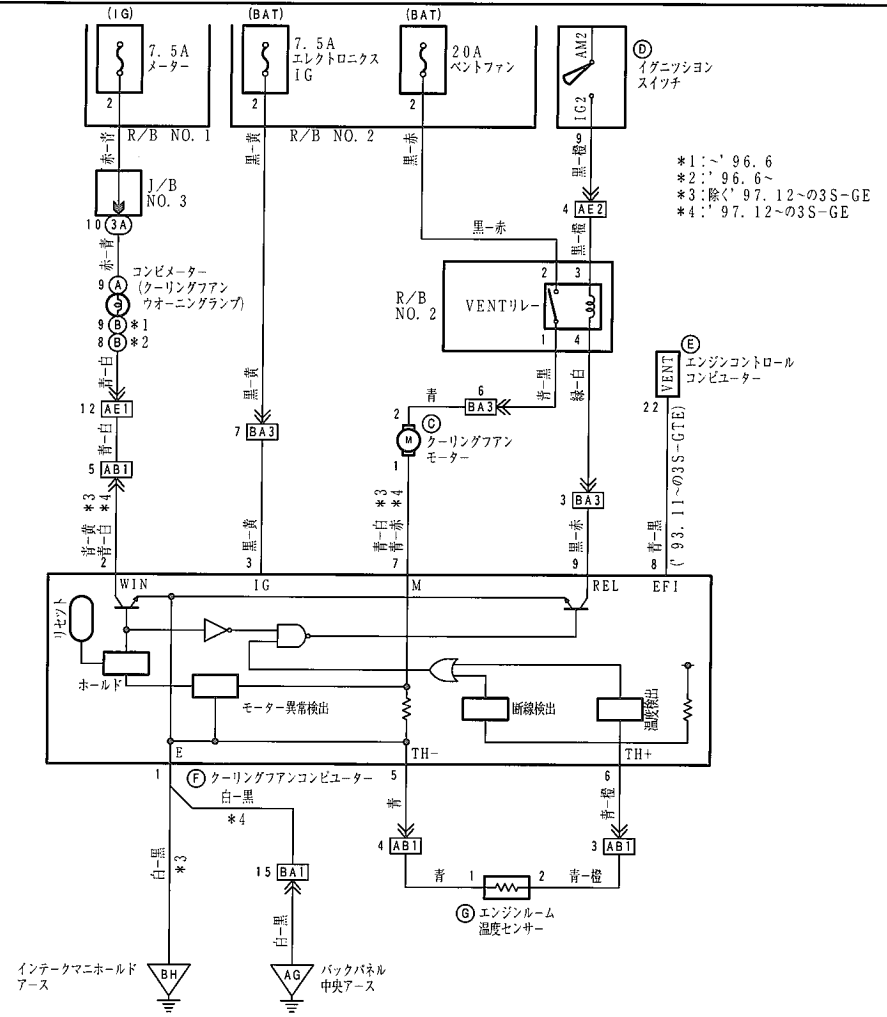 (IG)
(BAT)
(BAT)
7.5A
メーター
2
R/B NO.1
7.5A
エレクトロニクス
IG
2
R/B NO.2
20A
ベントファン
2
AM2
IG2
D
イグニッション
スイッチ
9
*1:~'96.6
*2:'96.6~
*3:除く'97.12~の3S-GE
*4:'97.12~の3S-GE
赤-青
黒-黄
黒-赤
黒-橙
J/B
NO.3
10
3A
4
AE2
赤-青
黒-赤
黒-橙
コンビメーター
(クーリングファン
ウオーニングランプ)
9 A
9 B *1
8 B *2
R/B
NO.2
VENTリレー
2
3
1
4
青-白
黒-黄
青-黒
緑-白
E
エンジンコントロール
コンピューター
VENT
22
12 AE1
青
6
BA3
2
C
クーリングファン
モーター
M
1
7 BA3
青-白
5 AB1
3 BA3
青-黄 *3
青-白 *4
黒-黄
青-白 *3
青-赤 *4
黒-赤
青-黒
('93.11~の3S-GTE)
2
3
7
9
8
WIN
IG
M
REL
EFI
リセット
ホールド
モーター異常検出
断線検出
温度検出
E
TH-
TH+
1
F
クーリングファンコンピューター
5
6
白-黒
*4
白-黒 *3
青
青-橙
4 AB1
3 AB1
15 BA1
青
1
2
青-橙
G
エンジンルーム
温度センサー
白-黒
インテークマニホールド
アース
BH
AG
バックパネル
中央アース